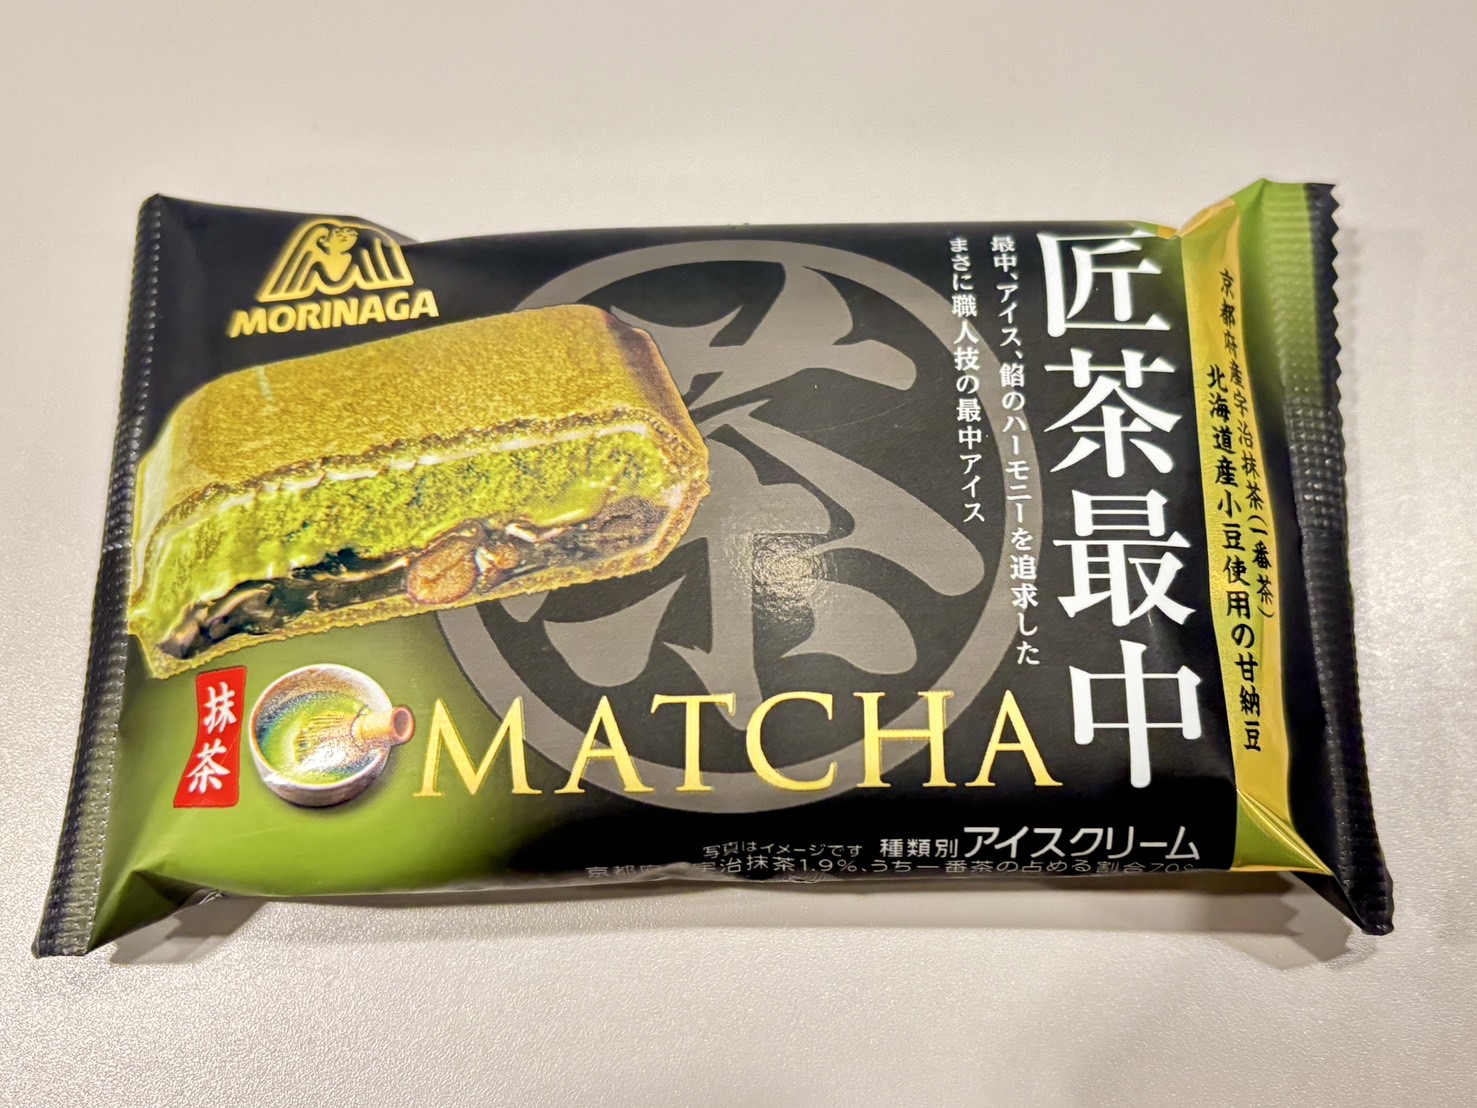 MORINAGA
京都府産宇治抹茶(一番茶)
北海道産小豆使用の甘納豆
匠茶最中
最中、アイス、餡のハーモニーを追求した
まさに職人技の最中アイス
茶
抹茶
MATCHA
写真はイメージです 種類別アイスクリーム
宇治抹茶1.9%、うち一番茶の占める割合